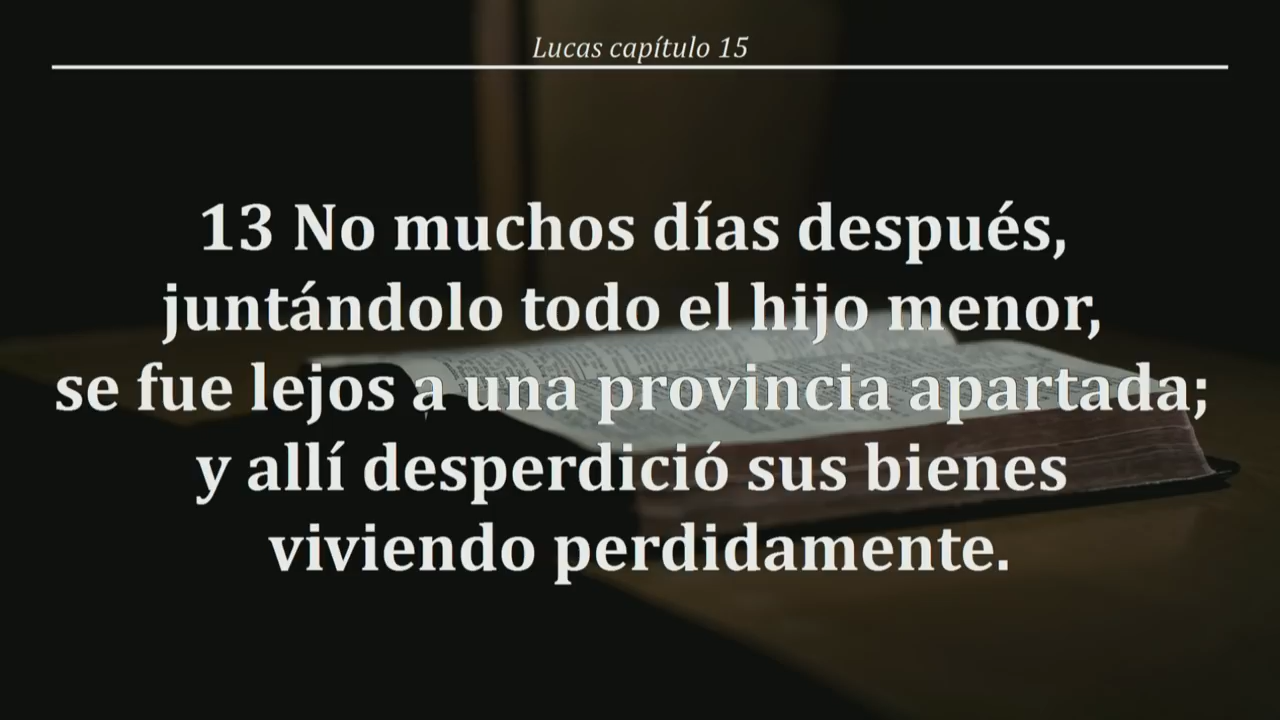 Lucas capítulo 15
13 No muchos días después,
juntándolo todo el hijo menor,
se fue lejos a una provincia apartada;
y allí desperdició sus bienes
viviendo perdidamente.